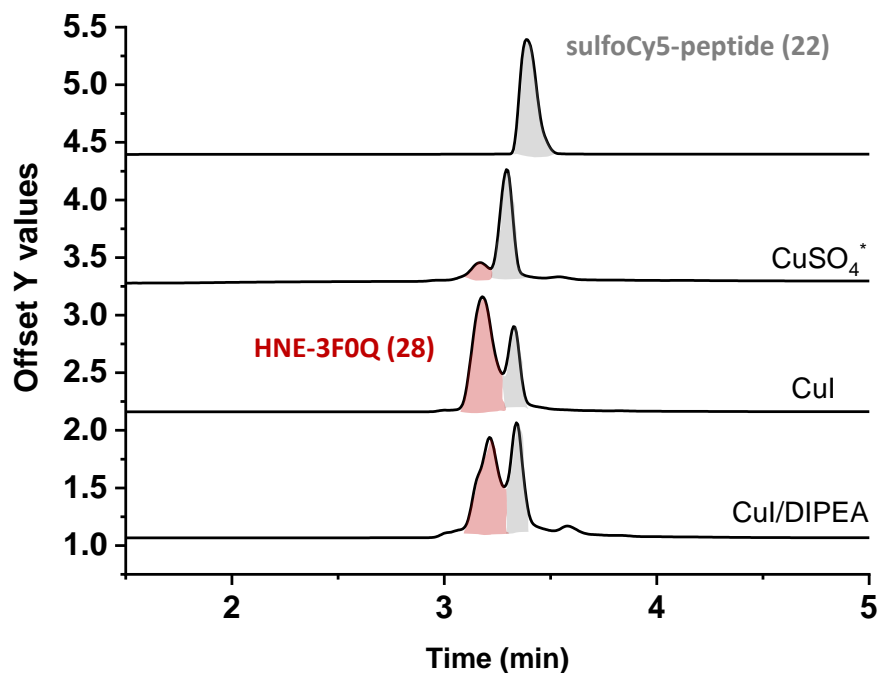 sulfoCy5-peptide (22)
5.5
5.0
4.5
4.0
CuSO₄*
3.5
3.0
HNE-3F0Q (28)
2.5
CuI
2.0
1.5
CuI/DIPEA
1.0
Offset Y values
2 3 4 5
Time (min)